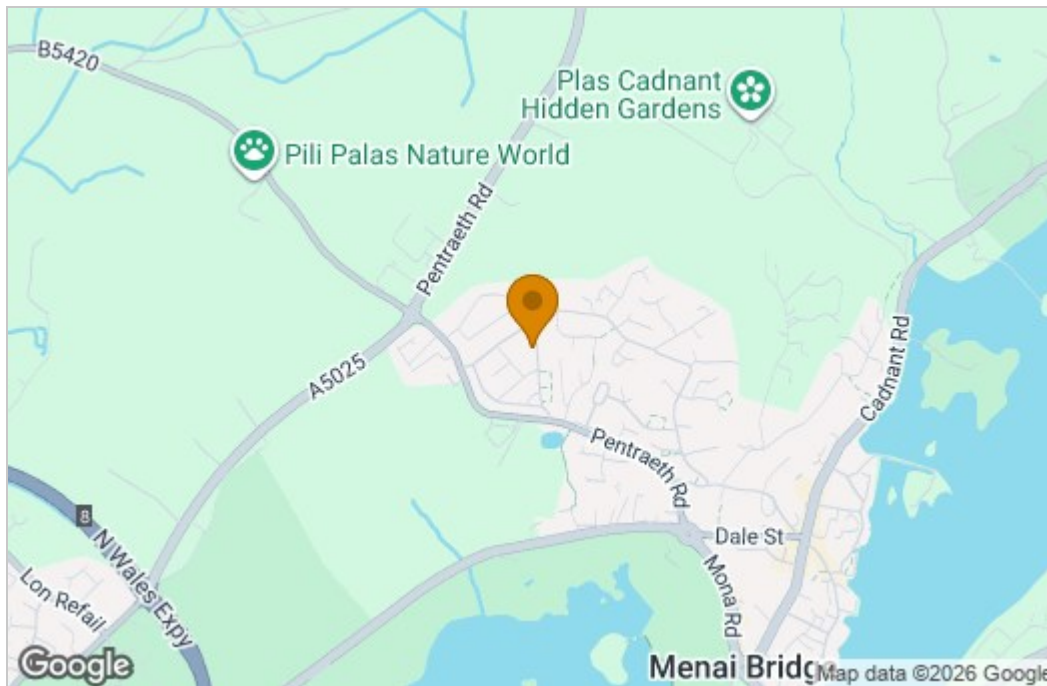 B5420
Plas Cadnant
Hidden Gardens
Pili Palas Nature World
Pentraeth Rd
A5025
Cadnant Rd
Pentraeth Rd
8
N Wales Expy
Dale St
Lon Refail
Mona Rd
Menai Bridge
Google
Map data ©2026 Google